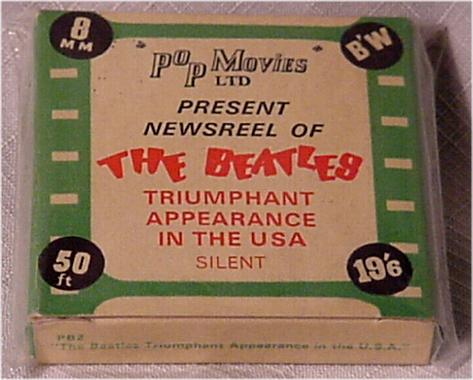 8
MM
B'W
"POP MOVIES"
LTD
PRESENT
NEWSREEL OF
THE BEATLES
TRIUMPHANT
APPEARANCE
IN THE USA
SILENT
50
ft
19'6
PB2
"The Beatles Triumphant Appearance in the U.S.A."